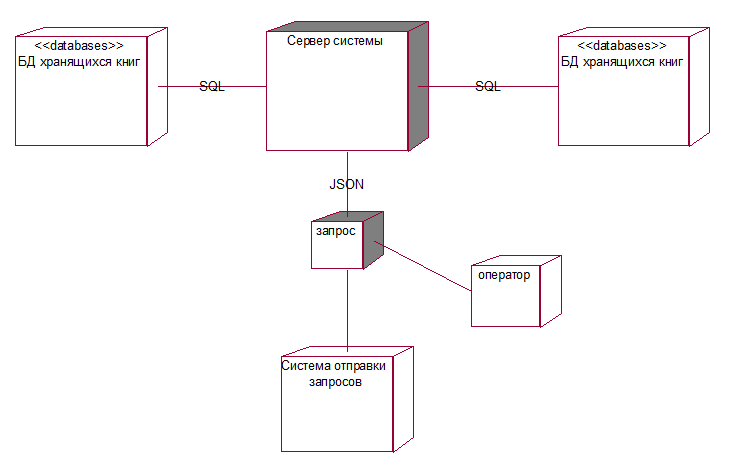 <<databases>>
БД хранящихся книг
SQL
Сервер системы
SQL
<<databases>>
БД хранящихся книг
JSON
запрос
оператор
Система отправки
запросов